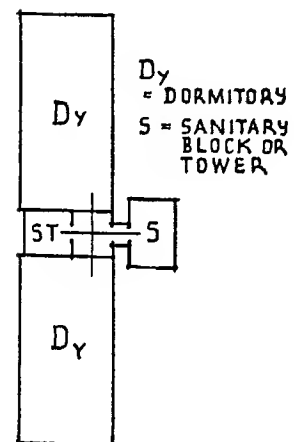 Dy
Dy
= DORMITORY
S = SANITARY
BLOCK OR
TOWER
ST
S
Dy